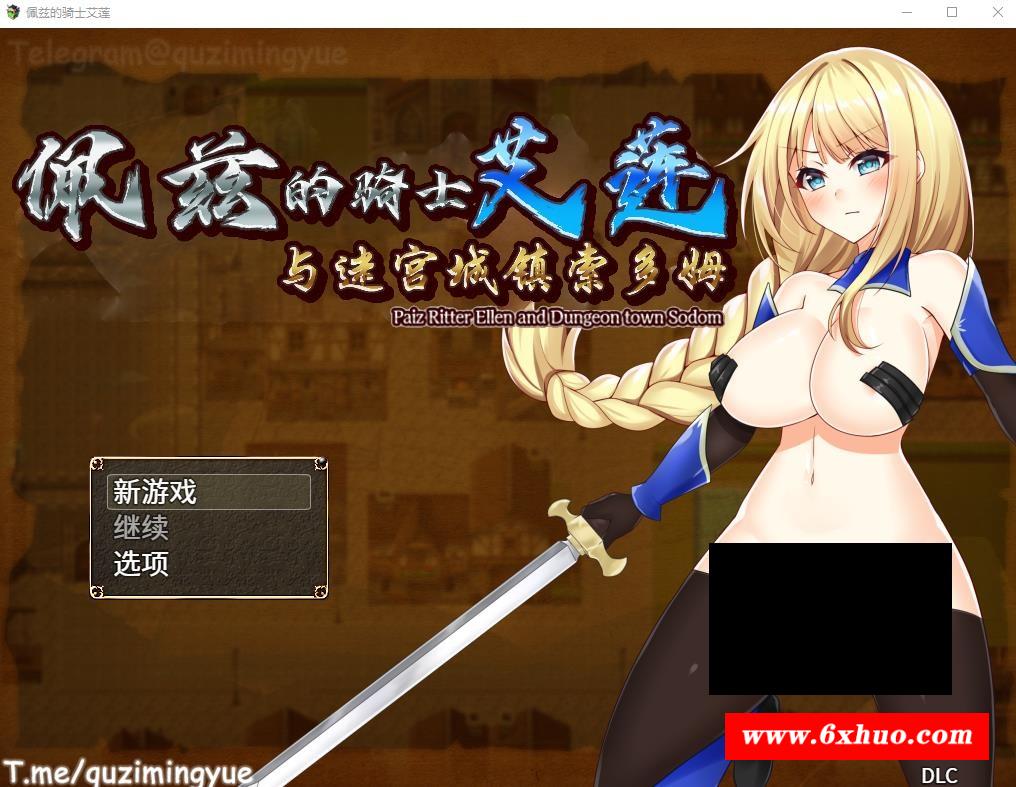 佩兹的骑士艾莲
Telegram@quzimingyue
佩兹的骑士艾莲
与迷宫城镇索多姆
Paiz Ritter Ellen and Dungeon town Sodom
新游戏
继续
选项
www.6xhuo.com
T.me/quzimingyue
DLC